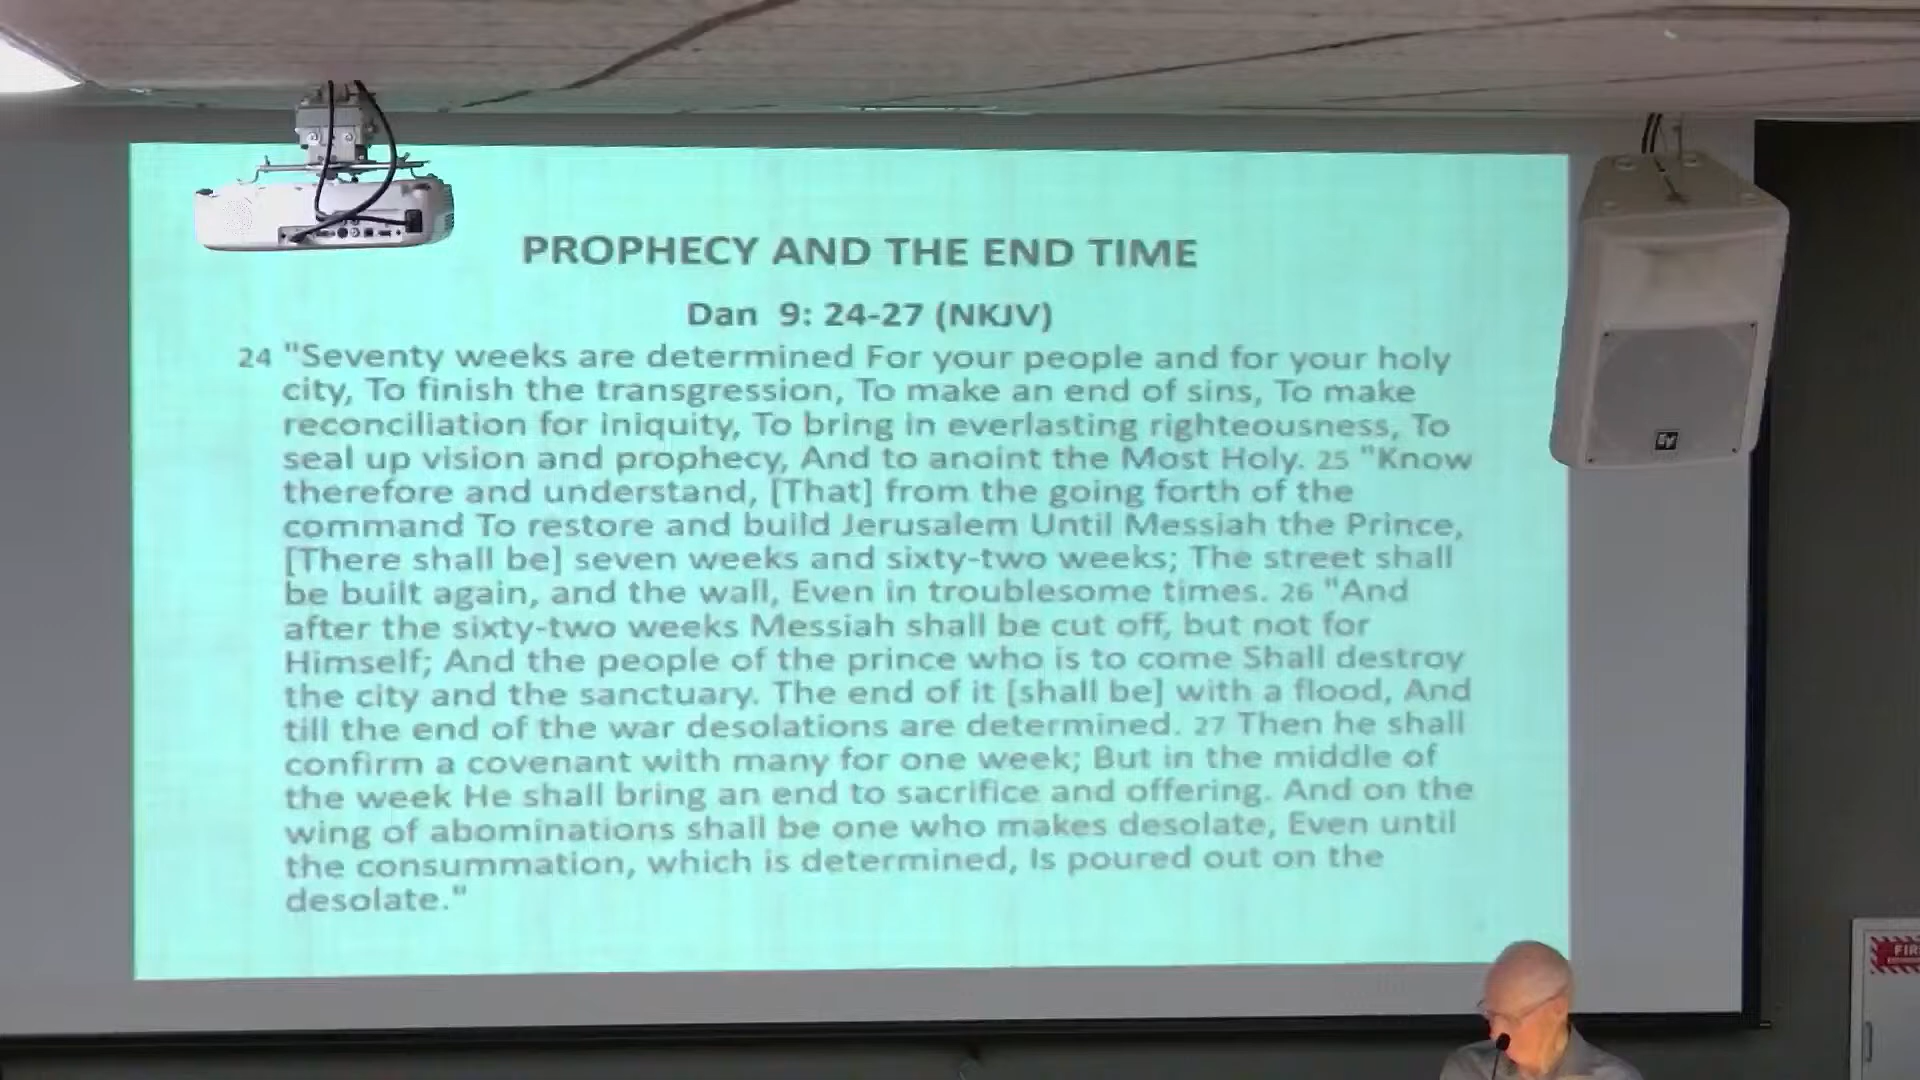 PROPHECY AND THE END TIME
Dan 9: 24-27 (NKJV)
24 "Seventy weeks are determined For your people and for your holy
city, To finish the transgression, To make an end of sins, To make
reconciliation for iniquity, To bring in everlasting righteousness, To
seal up vision and prophecy, And to anoint the Most Holy. 25 "Know
therefore and understand, [That] from the going forth of the
command To restore and build Jerusalem Until Messiah the Prince,
[There shall be] seven weeks and sixty-two weeks; The street shall
be built again, and the wall, Even in troublesome times. 26 "And
after the sixty-two weeks Messiah shall be cut off, but not for
Himself; And the people of the prince who is to come Shall destroy
the city and the sanctuary. The end of it [shall be] with a flood, And
till the end of the war desolations are determined. 27 Then he shall
confirm a covenant with many for one week; But in the middle of
the week He shall bring an end to sacrifice and offering. And on the
wing of abominations shall be one who makes desolate, Even until
the consummation, which is determined, Is poured out on the
desolate."
EV
FIR